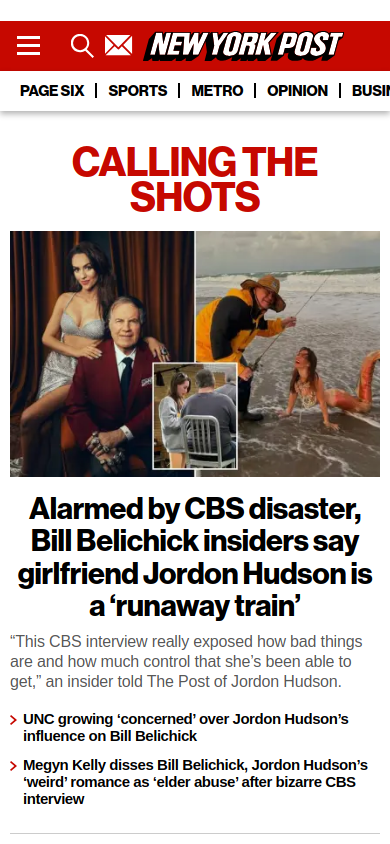 NEW YORK POST
PAGE SIX | SPORTS | METRO | OPINION | BUSI
CALLING THE
SHOTS
Alarmed by CBS disaster,
Bill Belichick insiders say
girlfriend Jordon Hudson is
a ‘runaway train’
“This CBS interview really exposed how bad things
are and how much control that she’s been able to
get,” an insider told The Post of Jordon Hudson.
UNC growing ‘concerned’ over Jordon Hudson’s
influence on Bill Belichick
Megyn Kelly disses Bill Belichick, Jordon Hudson’s
‘weird’ romance as ‘elder abuse’ after bizarre CBS
interview